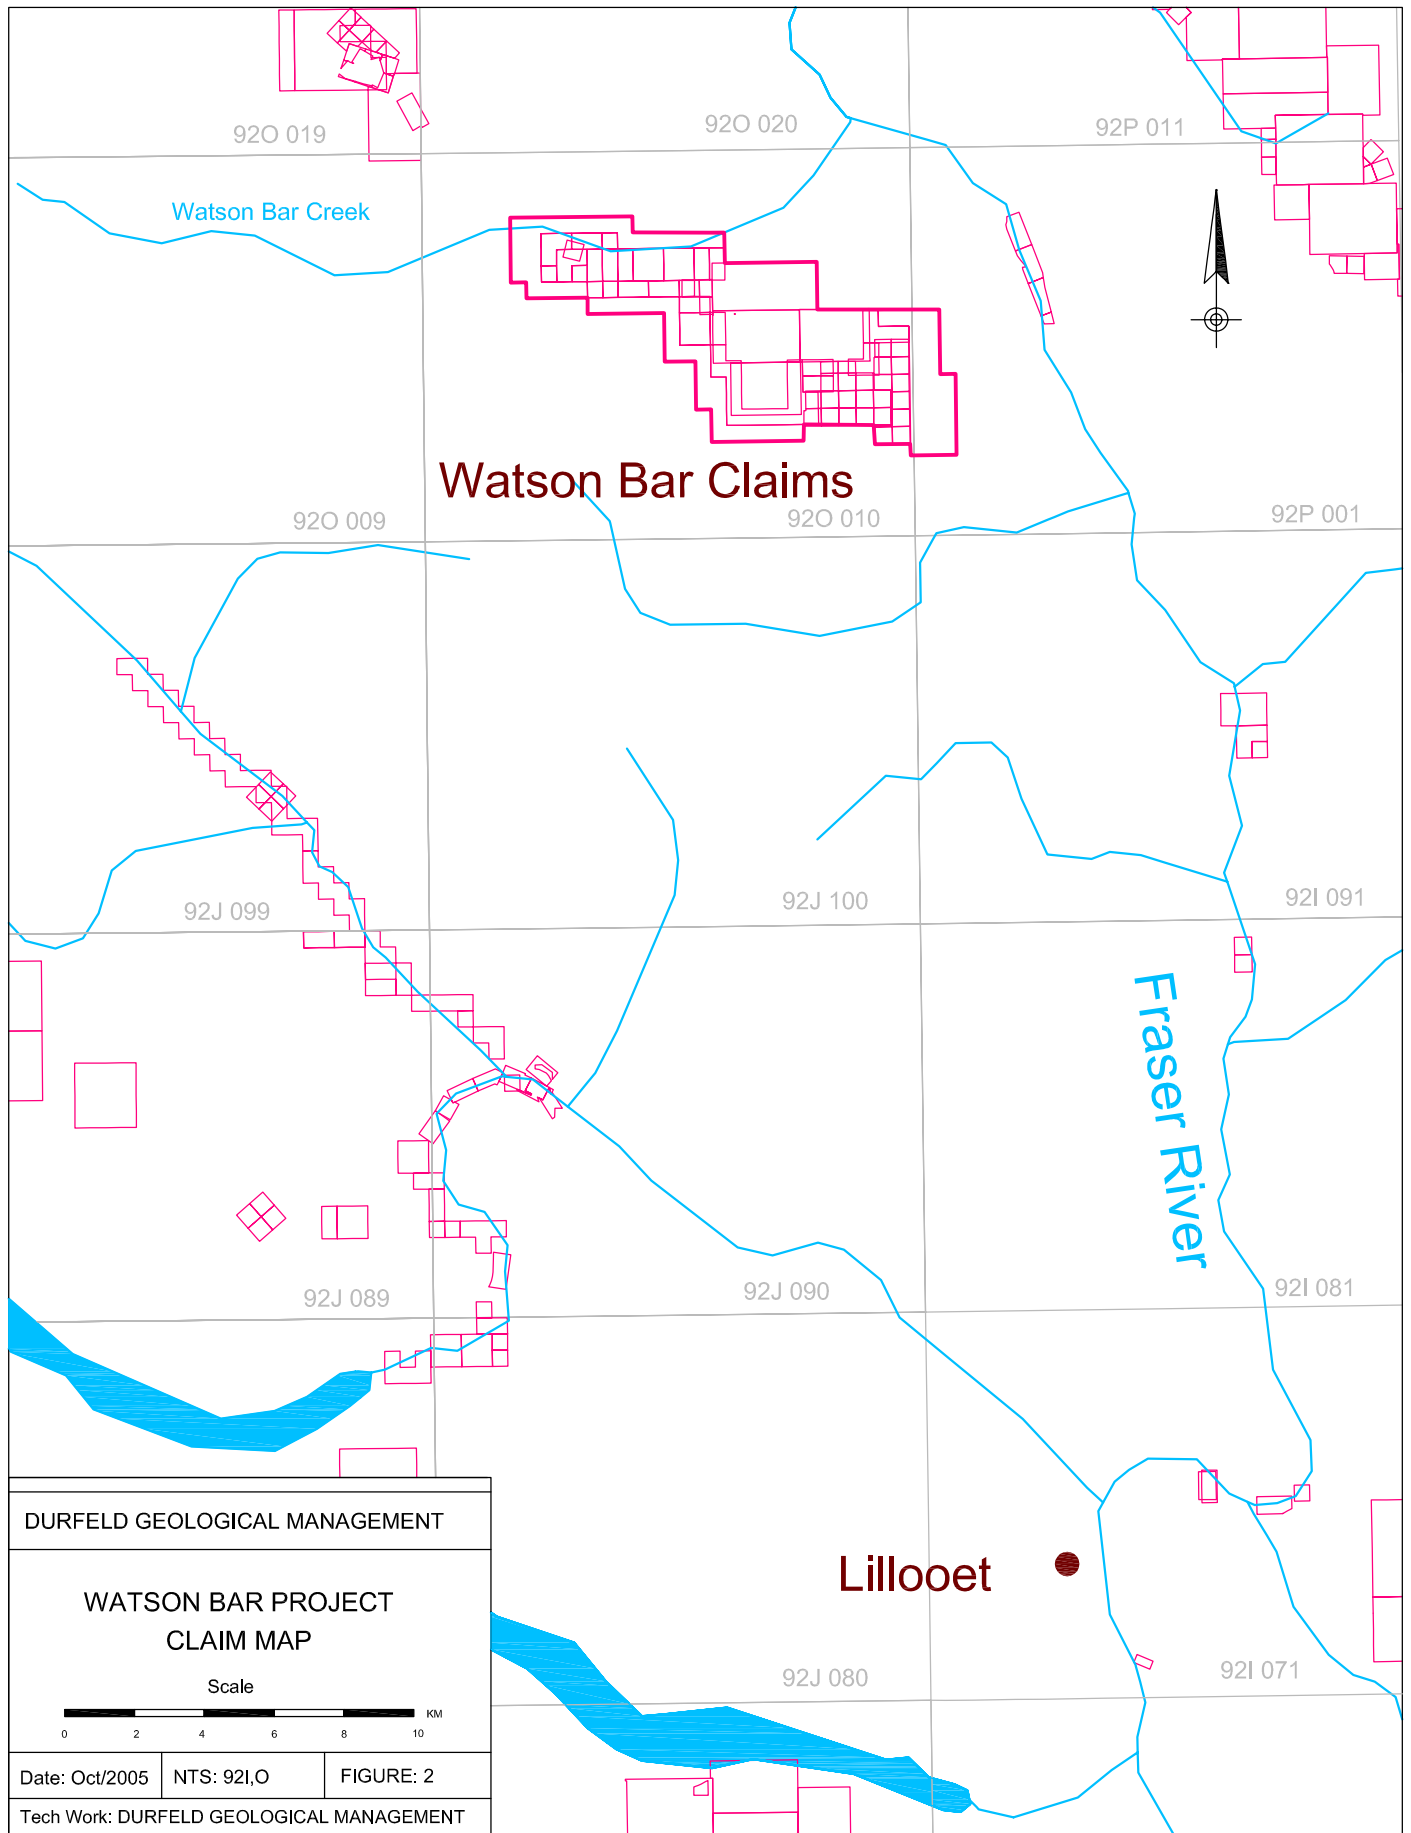 92O 019
92O 020
92P 011
Watson Bar Creek
Watson Bar Claims
92O 009
92O 010
92P 001
92J 099
92J 100
92I 091
Fraser River
92J 089
92J 090
92I 081
DURFELD GEOLOGICAL MANAGEMENT
WATSON BAR PROJECT
CLAIM MAP
Scale
KM
0 2 4 6 8 10
Date: Oct/2005 NTS: 92I,O FIGURE: 2
Tech Work: DURFELD GEOLOGICAL MANAGEMENT
Lillooet
92J 080
92I 071